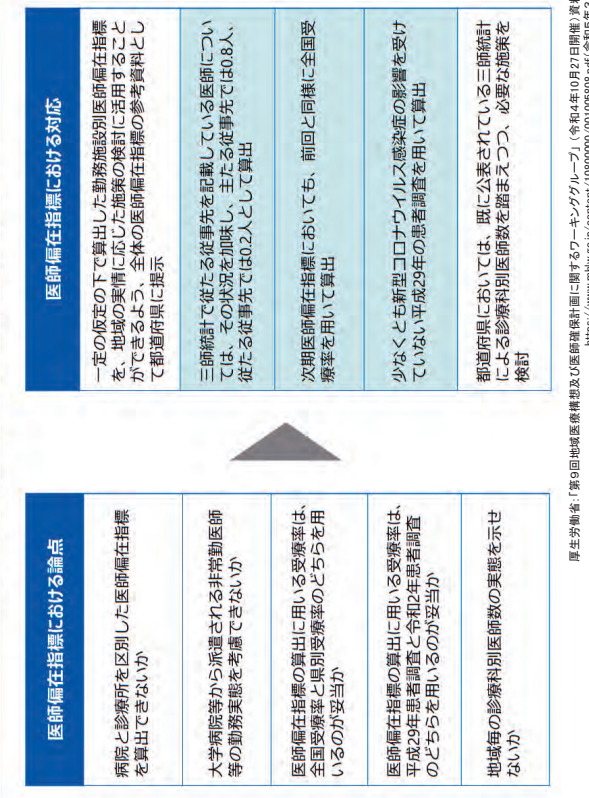 医師偏在指標における論点
病院と診療所を区別した医師偏在指標
を算出できないか
大学病院等から派遣される非常勤医師
等の勤務実態を考慮できないか
医師偏在指標の算出に用いる受療率は、
全国受療率と県別受療率のどちらを用
いるのが妥当か
医師偏在指標の算出に用いる受療率は、
平成29年患者調査と令和2年患者調査
のどちらを用いるのが妥当か
地域毎の診療科別医師数の実態を示せ
ないか
医師偏在指標における対応
一定の仮定の下で算出した勤務施設別医師偏在指標
を、地域の実情に応じた施策の検討に活用すること
ができるよう、全体の医師偏在指標の参考資料とし
て都道府県に提示
三師統計で従たる従事先を記載している医師につい
ては、その状況を加味し、主たる従事先では0.8人、
従たる従事先では0.2人として算出
次期医師偏在指標においても、前回と同様に全国受
療率を用いて算出
少なくとも新型コロナウイルス感染症の影響を受け
ていない平成29年の患者調査を用いて算出
都道府県においては、既に公表されている三師統計
による診療科別医師数を踏まえつつ、必要な施策を
検討
厚生労働省:「第9回地域医療構想及び医師確保計画に関するワーキンググループ」(令和4年10月27日開催)資料